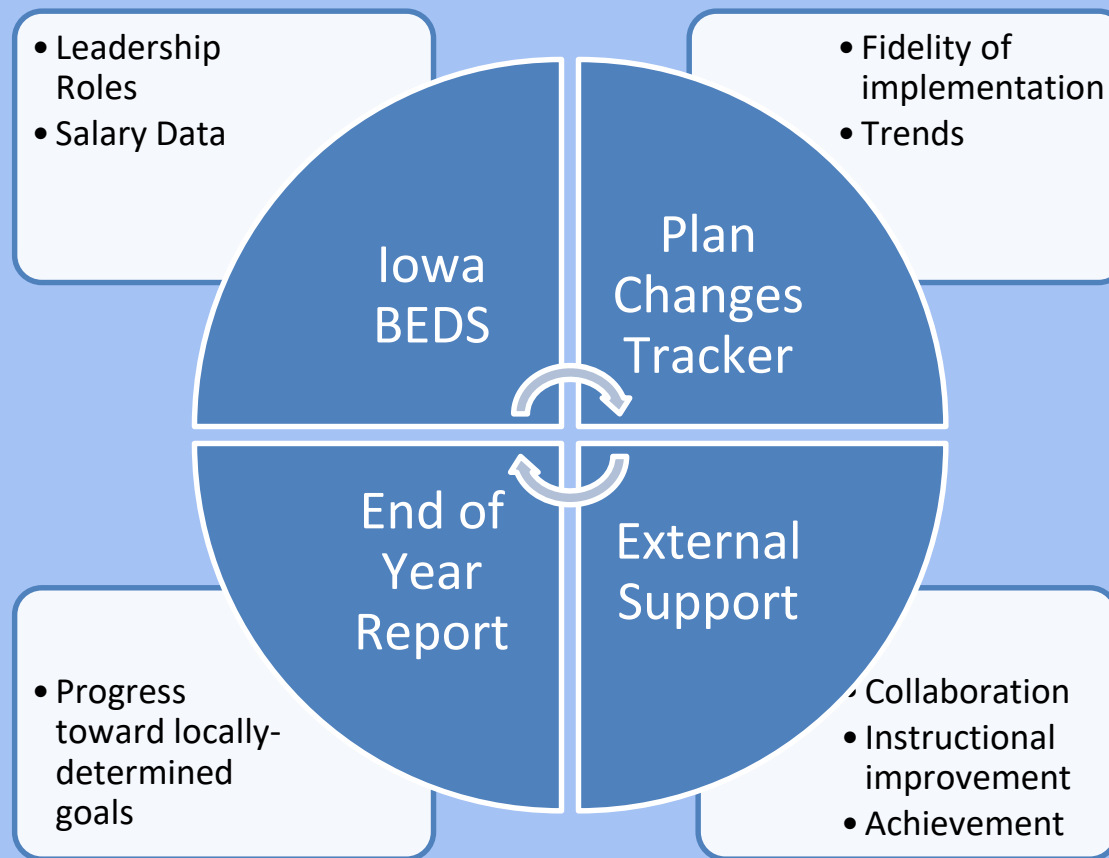 • Leadership
Roles
• Salary Data
• Fidelity of
implementation
• Trends
Iowa
BEDS
Plan
Changes
Tracker
End of
Year
Report
External
Support
• Progress
toward locally-
determined
goals
• Collaboration
• Instructional
improvement
• Achievement